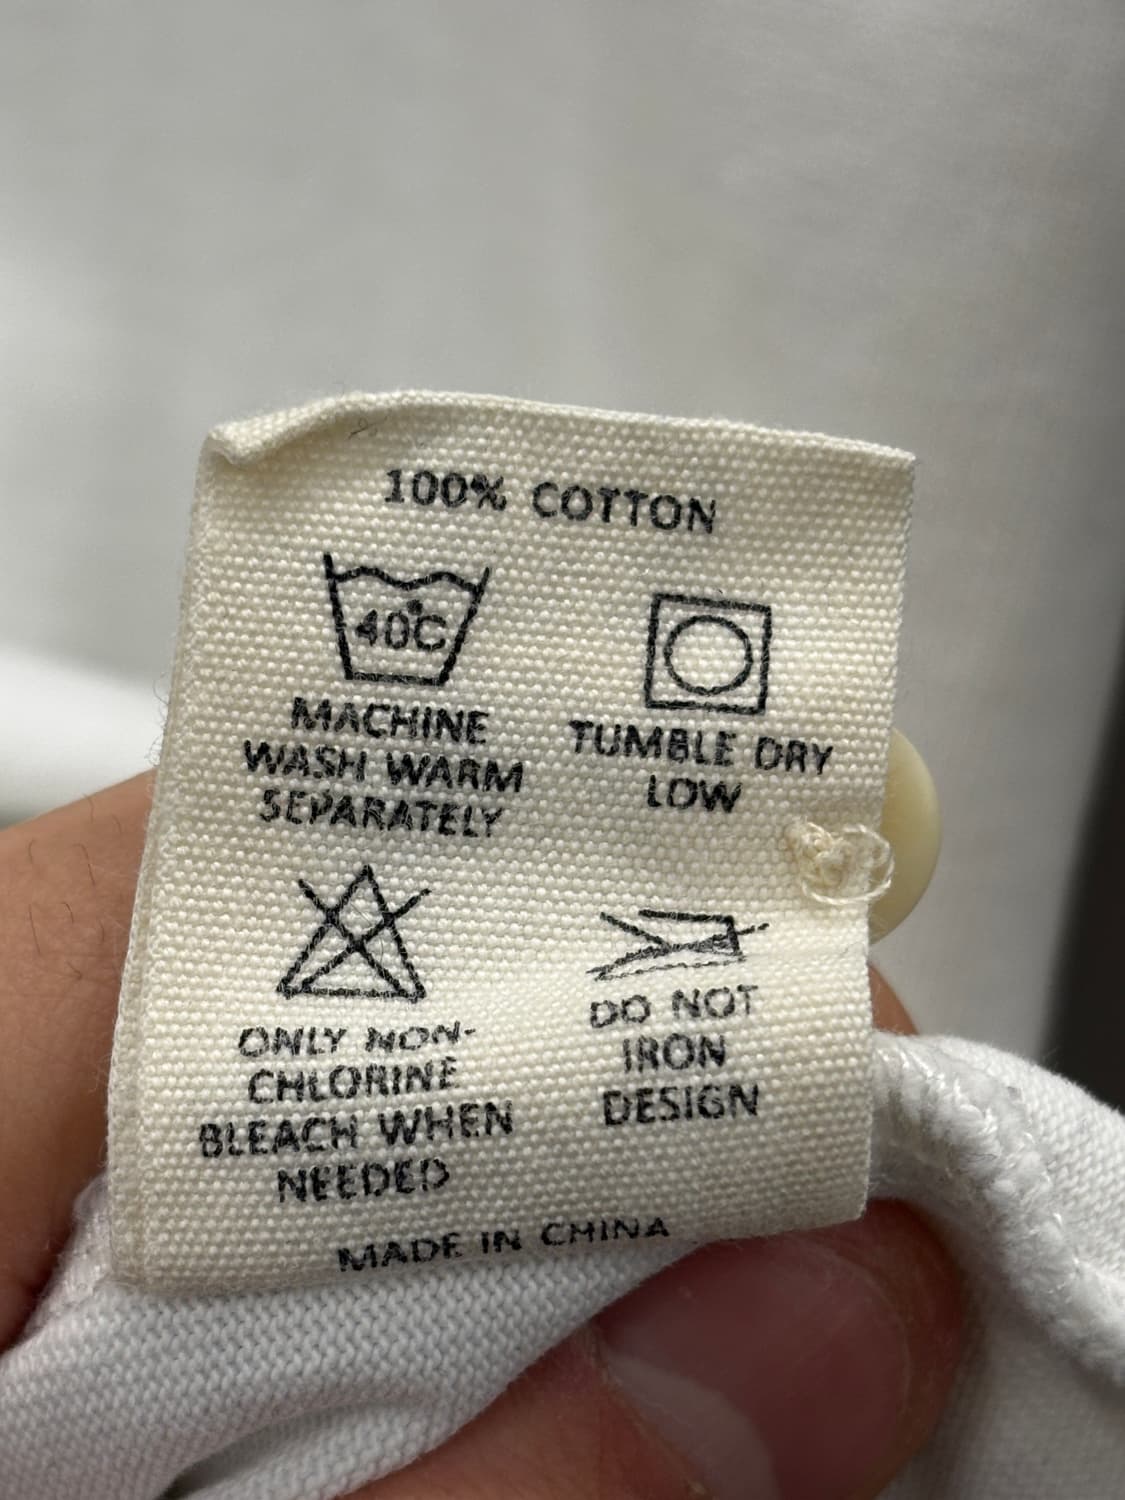 100% COTTON
40°C
MACHINE
WASH WARM
SEPARATELY
TUMBLE DRY
LOW
ONLY NON-
CHLORINE
BLEACH WHEN
NEEDED
DO NOT
IRON
DESIGN
MADE IN CHINA